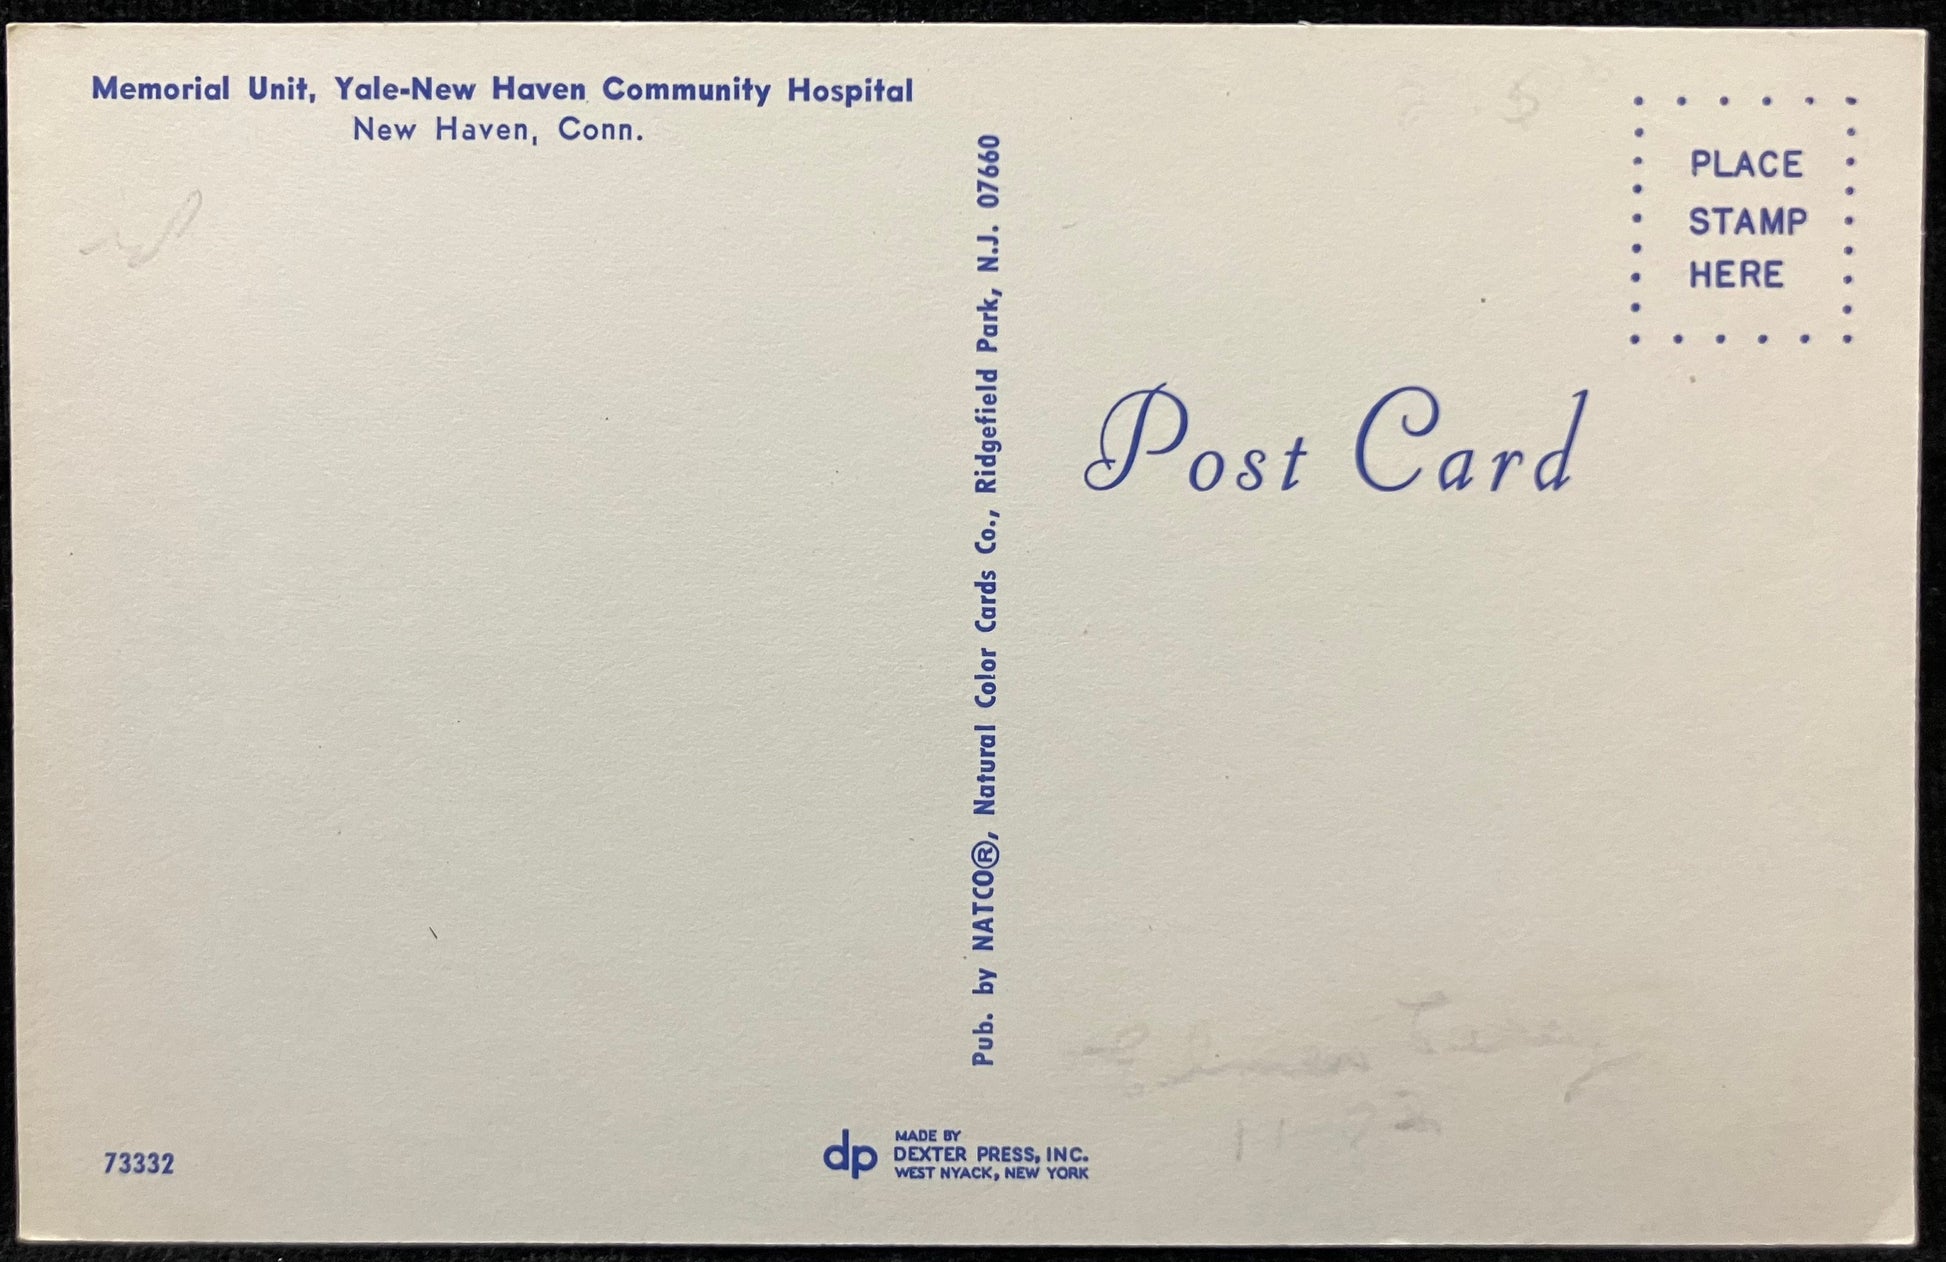 Memorial Unit, Yale-New Haven Community Hospital
New Haven, Conn.
Pub. by NATCO®, Natural Color Cards Co., Ridgefield Park, N.J. 07660
PLACE
STAMP
HERE
Post Card
73332
dp
MADE BY
DEXTER PRESS, INC.
WEST NYACK, NEW YORK